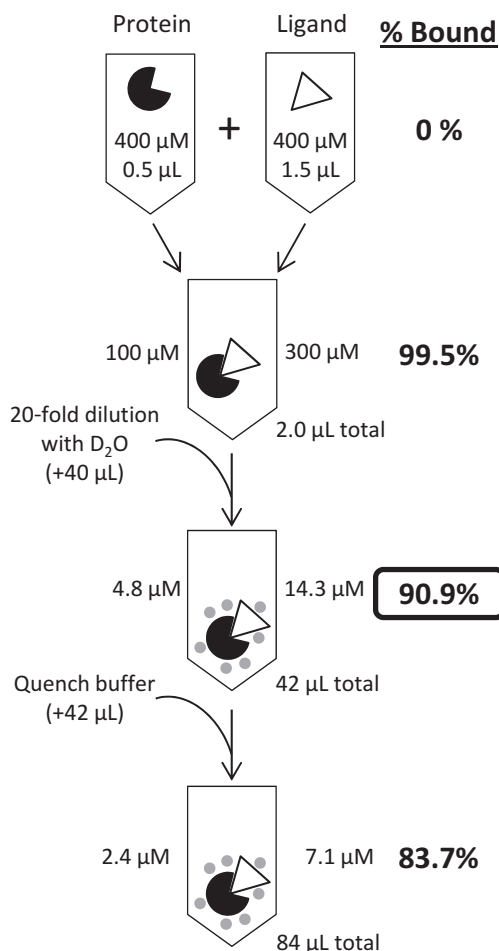 Protein
Ligand
% Bound
400 µM
0.5 µL
+
400 µM
1.5 µL
0 %
100 µM
300 µM
99.5%
2.0 µL total
20-fold dilution
with D₂O
(+40 µL)
4.8 µM
14.3 µM
90.9%
42 µL total
Quench buffer
(+42 µL)
2.4 µM
7.1 µM
83.7%
84 µL total